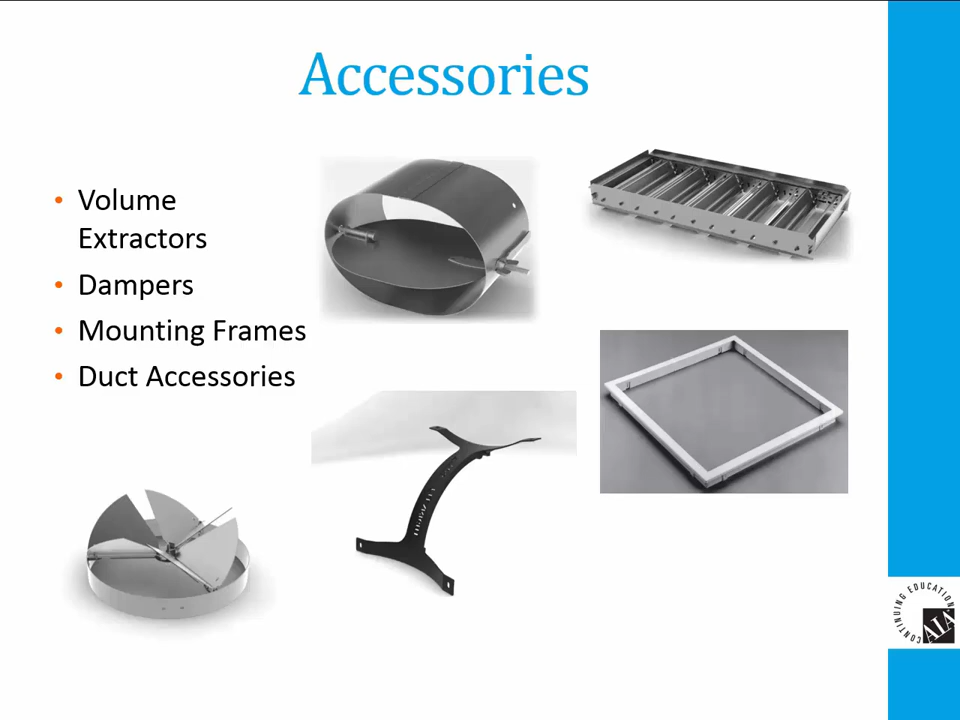 Accessories
• Volume
Extractors
• Dampers
• Mounting Frames
• Duct Accessories
CONTINUING EDUCATION
AIA